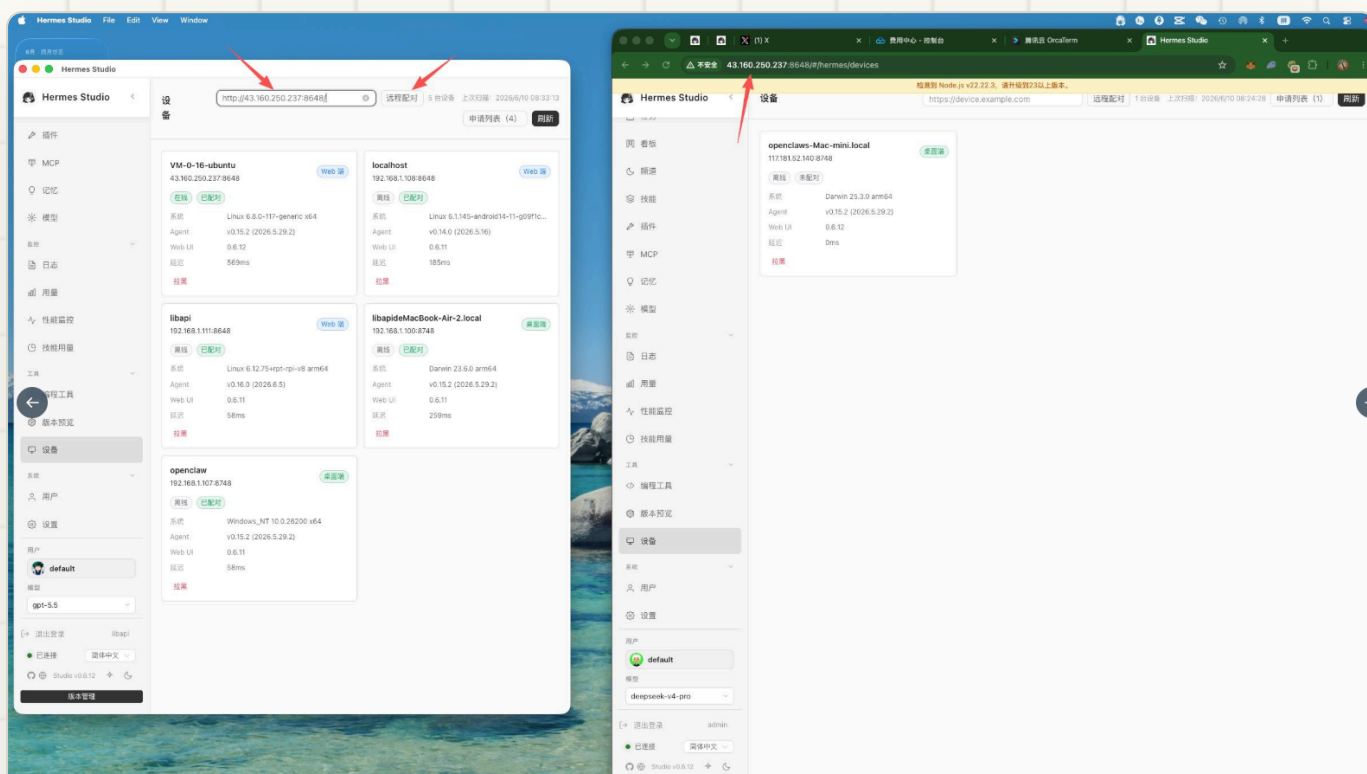 Hermes Studio File Edit View Window
Hermes Studio
Hermes Studio
插件
MCP
记忆
模型
监控
日志
用量
性能监控
技能用量
工具
编程工具
版本预览
设备
系统
用户
设置
用户
default
模型
gpt-5.5
退出登录 libapi
已连接 简体中文
Studio v0.6.12
版本管理
设备
http://43.160.250.237:8648/
远程配对 5 台设备 上次扫描: 2026/6/10 08:33:13
申请列表 (4) 刷新
VM-0-16-ubuntu Web 端
43.160.250.237:8648
在线 已配对
系统 Linux 6.8.0-117-generic x64
Agent v0.15.2 (2026.5.29.2)
Web UI 0.6.12
延迟 569ms
拉黑
localhost Web 端
192.168.1.108:8648
离线 已配对
系统 Linux 6.1.145-android14-11-g09f1c...
Agent v0.14.0 (2026.5.16)
Web UI 0.6.11
延迟 185ms
拉黑
libapi Web 端
192.168.1.111:8648
离线 已配对
系统 Linux 6.12.75+rpt-rpi-v8 arm64
Agent v0.16.0 (2026.6.5)
Web UI 0.6.11
延迟 58ms
拉黑
libapideMacBook-Air-2.local 桌面端
192.168.1.100:8748
离线 已配对
系统 Darwin 23.6.0 arm64
Agent v0.15.2 (2026.5.29.2)
Web UI 0.6.11
延迟 259ms
拉黑
openclaw 桌面端
192.168.1.107:8748
离线 已配对
系统 Windows_NT 10.0.26200 x64
Agent v0.15.2 (2026.5.29.2)
Web UI 0.6.11
延迟 58ms
拉黑
(1) X
费用中心 - 控制台
腾讯云 OrcaTerm
Hermes Studio
不安全 43.160.250.237:8648/#/hermes/devices
检测到 Node.js v22.22.3，请升级到23以上版本。
Hermes Studio
看板
频道
技能
插件
MCP
记忆
模型
监控
日志
用量
性能监控
技能用量
工具
编程工具
版本预览
设备
系统
用户
设置
用户
default
模型
deepseek-v4-pro
退出登录 admin
已连接 简体中文
Studio v0.6.12
设备
https://device.example.com
远程配对 1 台设备 上次扫描: 2026/6/10 08:24:28 申请列表 (1) 刷新
openclaws-Mac-mini.local 桌面端
117.181.52.140:8748
离线 未配对
系统 Darwin 25.3.0 arm64
Agent v0.15.2 (2026.5.29.2)
Web UI 0.6.12
延迟 0ms
拉黑